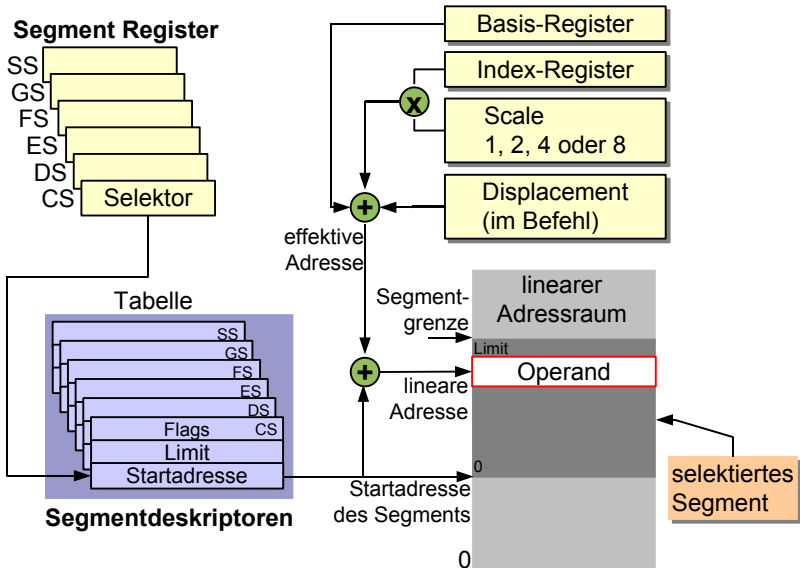 Segment Register
SS
GS
FS
ES
DS
CS
Selektor
Basis-Register
Index-Register
x
Scale
1, 2, 4 oder 8
Displacement
(im Befehl)
+
effektive
Adresse
Tabelle
SS
GS
FS
ES
DS
CS
Flags
Limit
Startadresse
Segmentdeskriptoren
+
lineare
Adresse
Startadresse
des Segments
Segment-
grenze
linearer
Adressraum
Limit
Operand
0
0
selektiertes
Segment